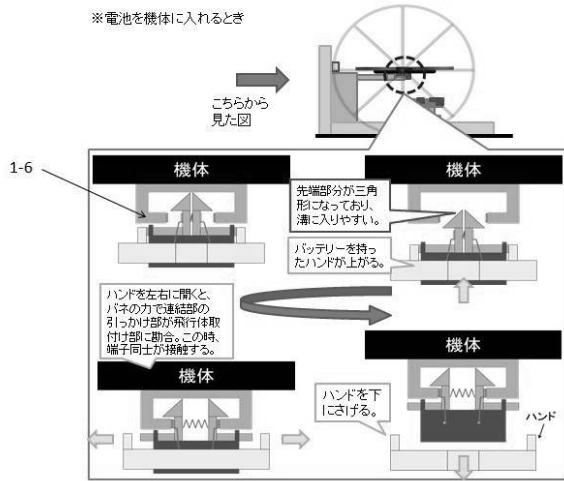 ※電池を機体に入れるとき
こちらから
見た図
1-6
機体
機体
先端部分が三角
形になっており、
溝に入りやすい。
バッテリーを持っ
たハンドが上がる。
ハンドを左右に開くと、
バネの力で連結部の
引っかけ部が飛行体取
付け部に勘合。この時、
端子同士が接触する。
機体
機体
ハンドを下
にさげる。
ハンド